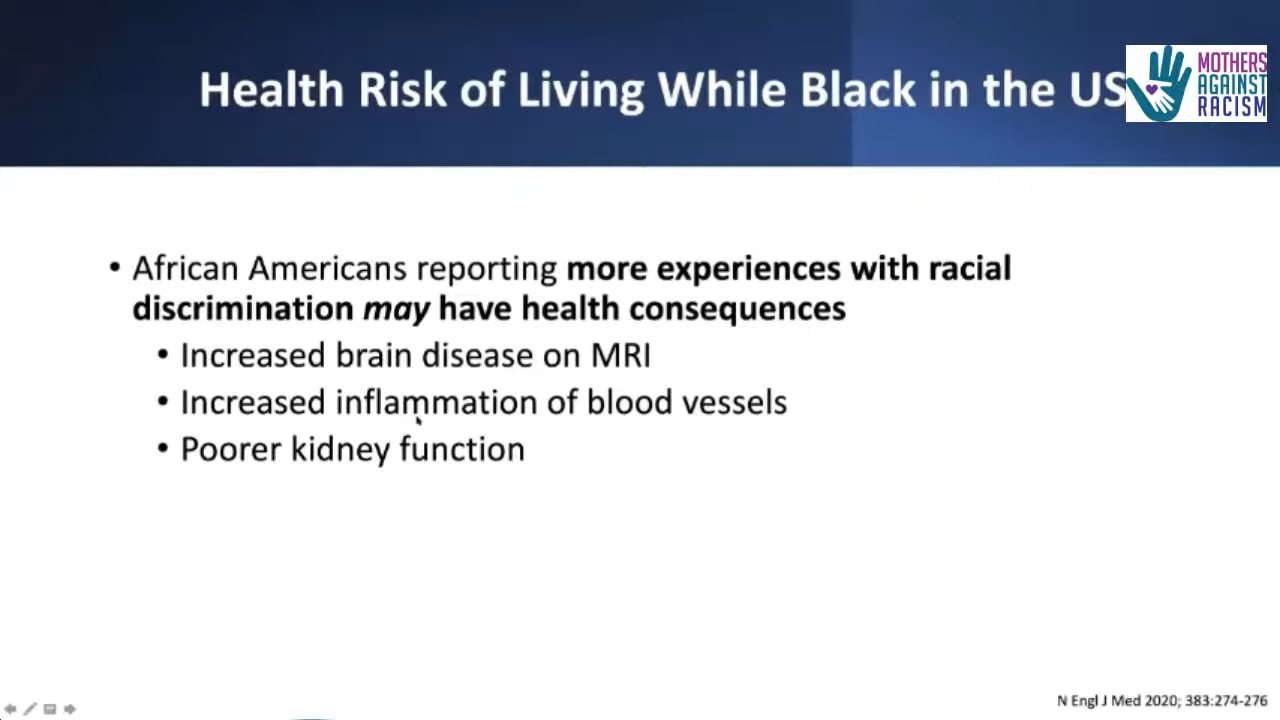 Health Risk of Living While Black in the US
MOTHERS
AGAINST
RACISM
• African Americans reporting more experiences with racial
discrimination may have health consequences
• Increased brain disease on MRI
• Increased inflammation of blood vessels
• Poorer kidney function
N Engl J Med 2020; 383:274-276